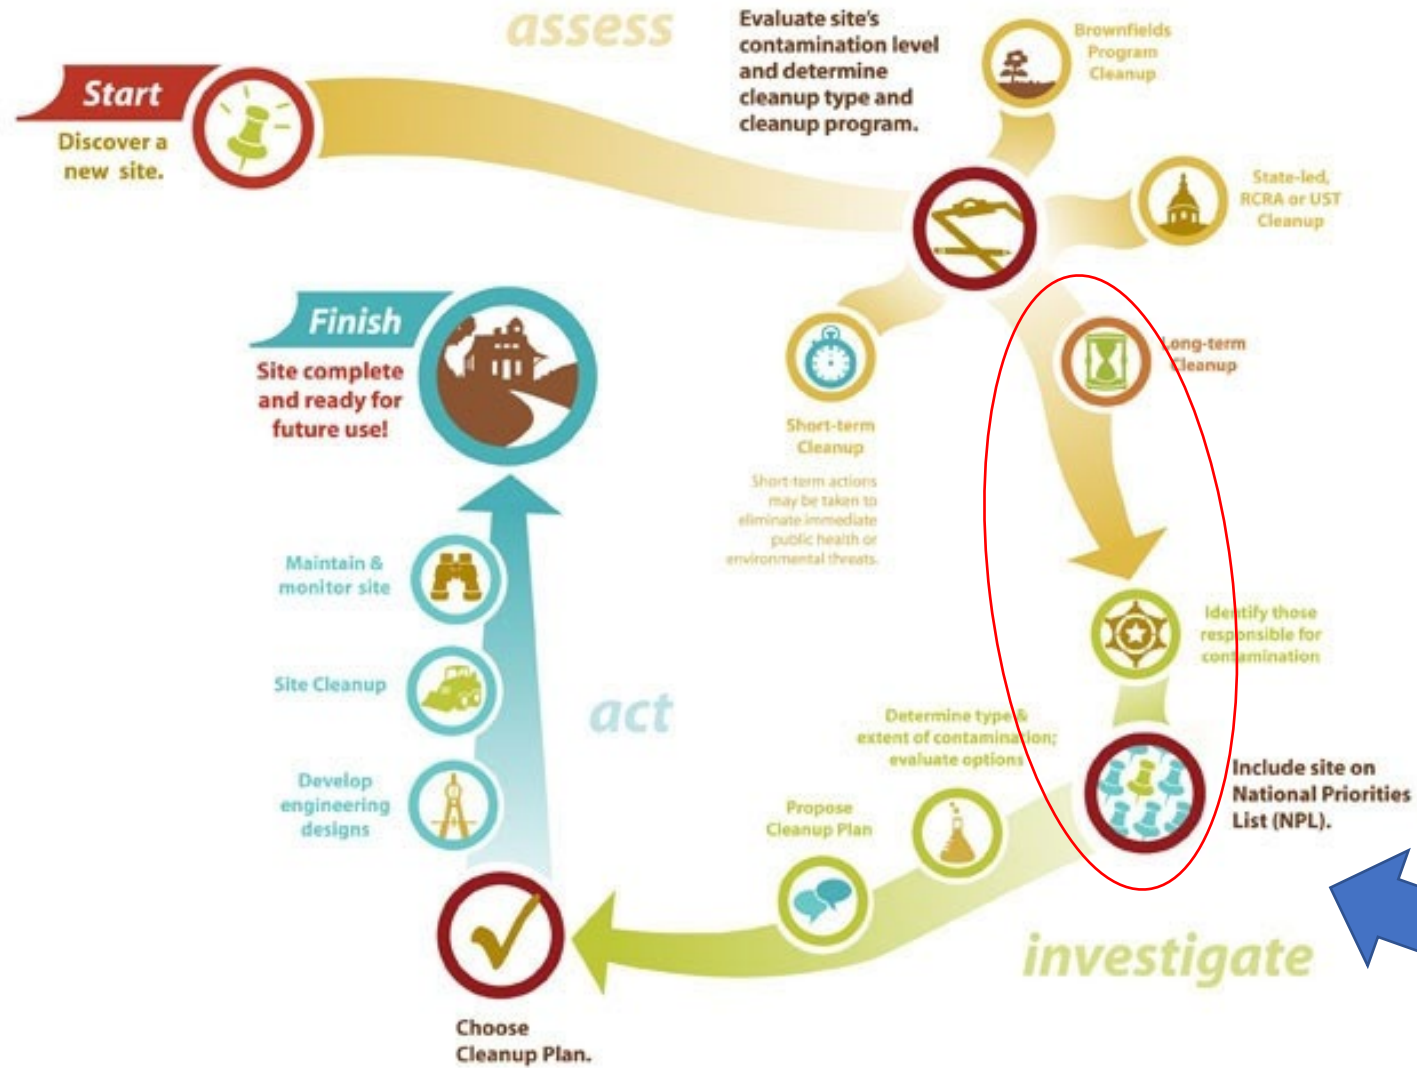 assess
Start
Discover a
new site.
Evaluate site's
contamination level
and determine
cleanup type and
cleanup program.
Brownfields
Program
Cleanup
State-led,
RCRA or UST
Cleanup
Short-term
Cleanup
Short-term actions
may be taken to
eliminate immediate
public health or
environmental threats.
Long-term
Cleanup
Identify those
responsible for
contamination
Include site on
National Priorities
List (NPL).
investigate
Determine type &
extent of contamination;
evaluate options
Propose
Cleanup Plan
Choose
Cleanup Plan.
act
Develop
engineering
designs
Site Cleanup
Maintain &
monitor site
Finish
Site complete
and ready for
future use!